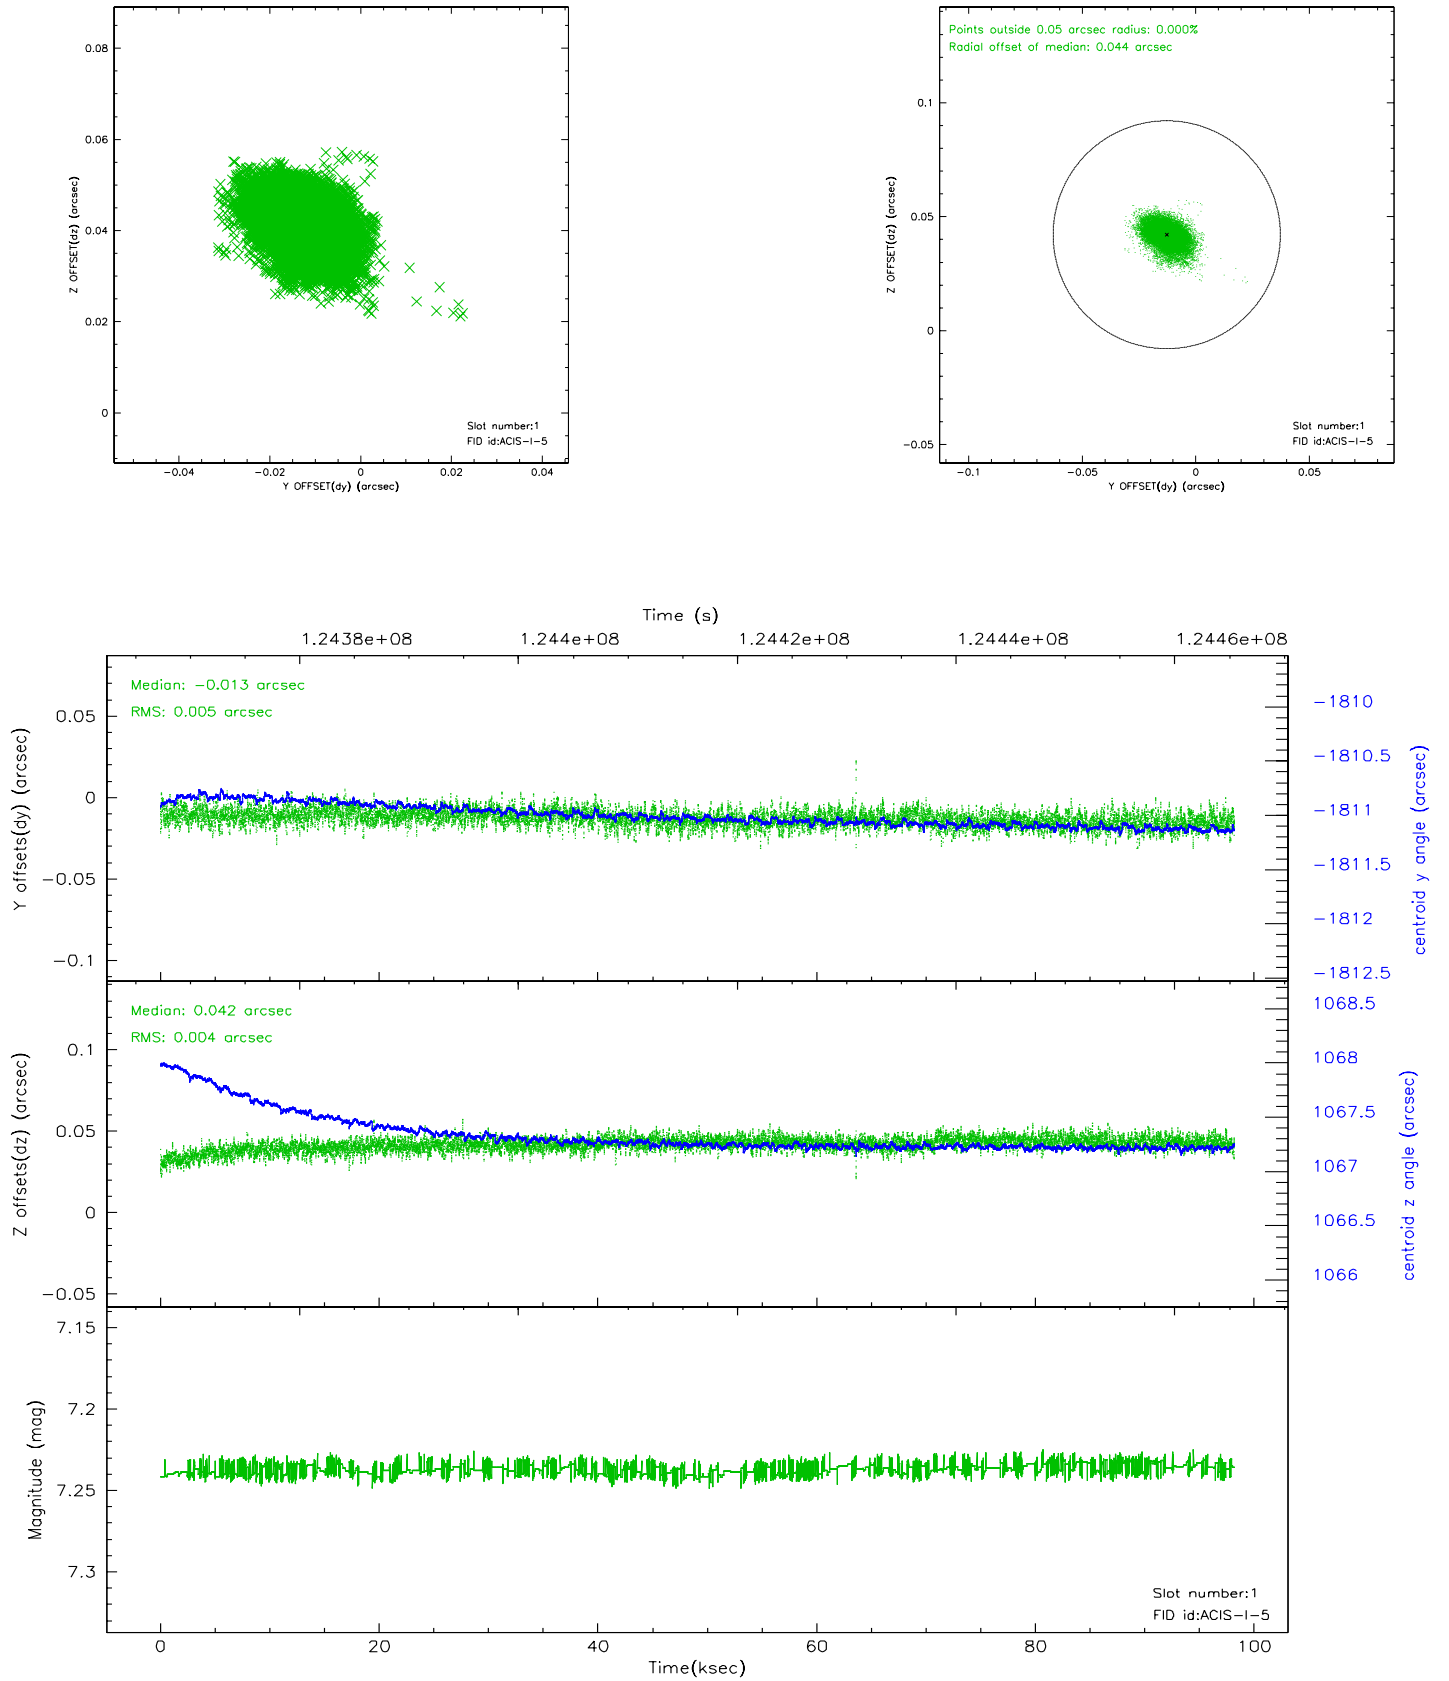 0.08
0.06
0.04
0.02
0
Z OFFSET(dz) (arcsec)
Slot number:1
FID id:ACIS-I-5
-0.04 -0.02 0 0.02 0.04
Y OFFSET(dy) (arcsec)
Points outside 0.05 arcsec radius: 0.000%
Radial offset of median: 0.044 arcsec
0.1
0.05
0
-0.05
Z OFFSET(dz) (arcsec)
Slot number:1
FID id:ACIS-I-5
-0.1 -0.05 0 0.05
Y OFFSET(dy) (arcsec)
Time (s)
1.2438e+08 1.244e+08 1.2442e+08 1.2444e+08 1.2446e+08
Median: -0.013 arcsec
RMS: 0.005 arcsec
0.05
0
-0.05
-0.1
Y offsets(dy) (arcsec)
-1810
-1810.5
-1811
-1811.5
-1812
-1812.5
centroid y angle (arcsec)
Median: 0.042 arcsec
RMS: 0.004 arcsec
0.1
0.05
0
-0.05
Z offsets(dz) (arcsec)
1068.5
1068
1067.5
1067
1066.5
1066
centroid z angle (arcsec)
7.15
7.2
7.25
7.3
Magnitude (mag)
Slot number:1
FID id:ACIS-I-5
0 20 40 60 80 100
Time(ksec)